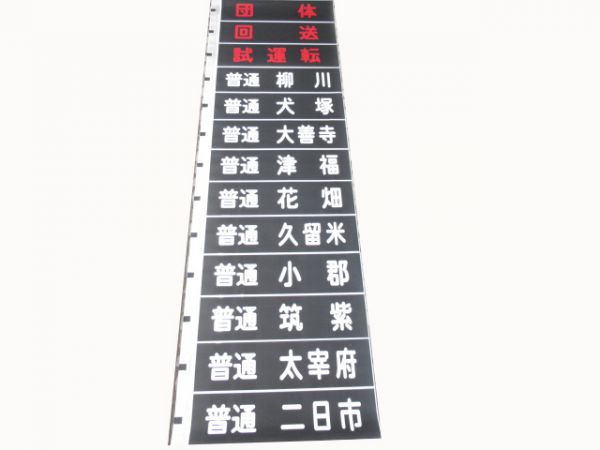 団体
回送
試運転
普通 柳川
普通 犬塚
普通 大善寺
普通 津福
普通 花畑
普通 久留米
普通 小郡
普通 筑紫
普通 太宰府
普通 二日市